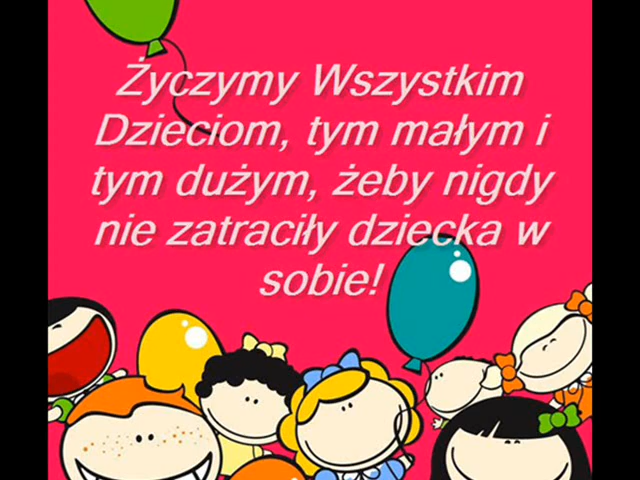 Życzymy Wszystkim
Dzieciom, tym małym i
tym dużym, żeby nigdy
nie zatraciły dziecka w
sobie!